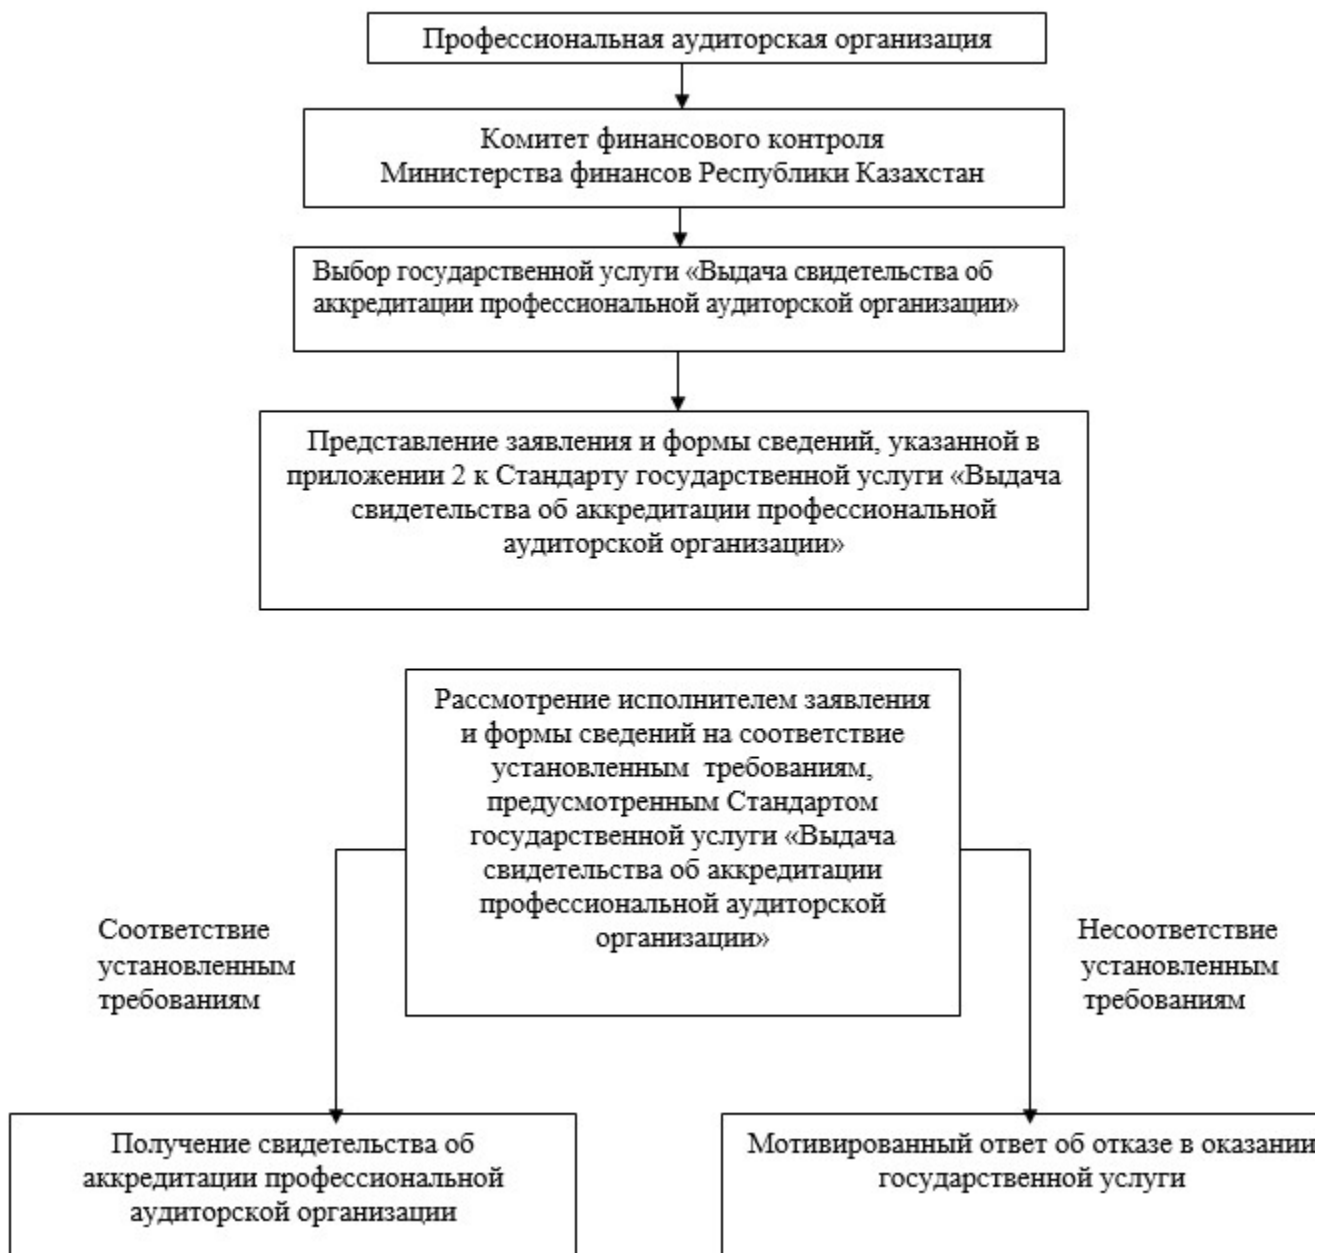 Профессиональная аудиторская организация
Комитет финансового контроля
Министерства финансов Республики Казахстан
Выбор государственной услуги «Выдача свидетельства об
аккредитации профессиональной аудиторской организации»
Представление заявления и формы сведений, указанной в
приложении 2 к Стандарту государственной услуги «Выдача
свидетельства об аккредитации профессиональной
аудиторской организации»
Рассмотрение исполнителем заявления
и формы сведений на соответствие
установленным требованиям,
предусмотренным Стандартом
государственной услуги «Выдача
свидетельства об аккредитации
профессиональной аудиторской
организации»
Соответствие
установленным
требованиям
Несоответствие
установленным
требованиям
Получение свидетельства об
аккредитации профессиональной
аудиторской организации
Мотивированный ответ об отказе в оказании
государственной услуги